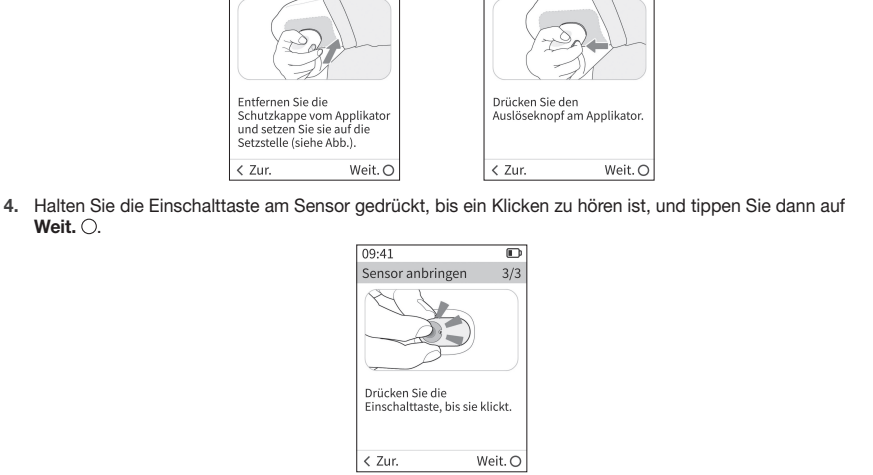 Entfernen Sie die
Schutzkappe vom Applikator
und setzen Sie sie auf die
Setzstelle (siehe Abb.).
< Zur. Weit. ○
Drücken Sie den
Auslöseknopf am Applikator.
< Zur. Weit. ○
4. Halten Sie die Einschalttaste am Sensor gedrückt, bis ein Klicken zu hören ist, und tippen Sie dann auf
Weit. ○.
09:41
Sensor anbringen 3/3
Drücken Sie die
Einschalttaste, bis sie klickt.
< Zur. Weit. ○